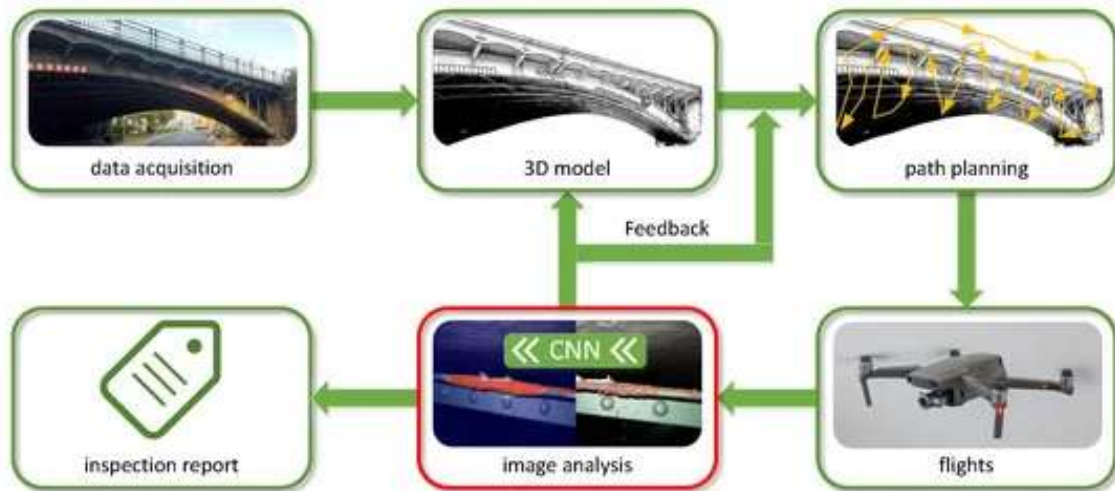 data acquisition
3D model
path planning
Feedback
CNN
inspection report
image analysis
flights